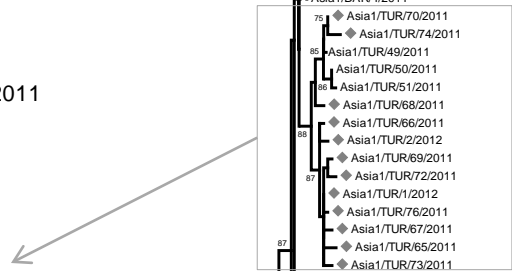 75 Asia1/TUR/70/2011
Asia1/TUR/74/2011
85 Asia1/TUR/49/2011
Asia1/TUR/50/2011
86 Asia1/TUR/51/2011
Asia1/TUR/68/2011
Asia1/TUR/66/2011
88 Asia1/TUR/2/2012
Asia1/TUR/69/2011
87 Asia1/TUR/72/2011
Asia1/TUR/1/2012
Asia1/TUR/76/2011
Asia1/TUR/67/2011
87 Asia1/TUR/65/2011
Asia1/TUR/73/2011